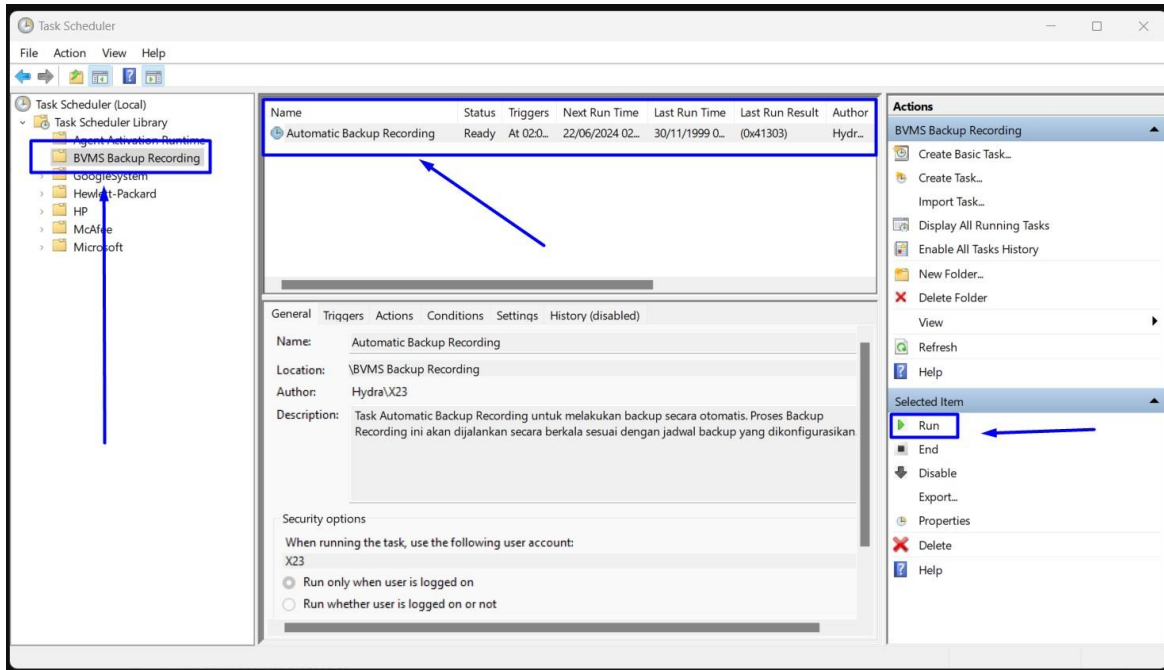 Task Scheduler
File Action View Help
Task Scheduler (Local)
Task Scheduler Library
Agent Activation Runtime
BVMS Backup Recording
GoogleSystem
Hewlett-Packard
HP
McAfee
Microsoft
Name Status Triggers Next Run Time Last Run Time Last Run Result Author
Automatic Backup Recording Ready At 02:0... 22/06/2024 02... 30/11/1999 0... (0x41303) Hydr...
General Triggers Actions Conditions Settings History (disabled)
Name: Automatic Backup Recording
Location: \BVMS Backup Recording
Author: Hydra\X23
Description: Task Automatic Backup Recording untuk melakukan backup secara otomatis. Proses Backup
Recording ini akan dijalankan secara berkala sesuai dengan jadwal backup yang dikonfigurasikan.
Security options
When running the task, use the following user account:
X23
Run only when user is logged on
Run whether user is logged on or not
Actions
BVMS Backup Recording
Create Basic Task...
Create Task...
Import Task...
Display All Running Tasks
Enable All Tasks History
New Folder...
Delete Folder
View
Refresh
Help
Selected Item
Run
End
Disable
Export...
Properties
Delete
Help